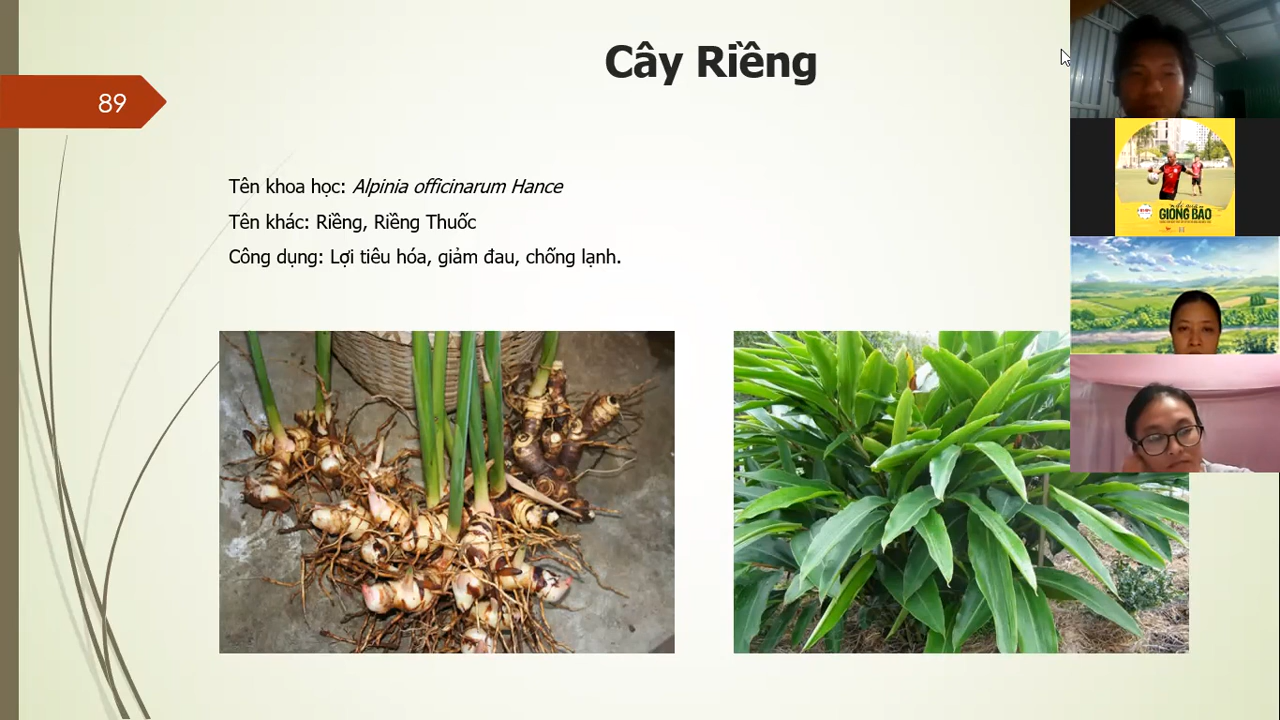 Cây Riềng
89
Tên khoa học: Alpinia officinarum Hance
Tên khác: Riềng, Riềng Thuốc
Công dụng: Lợi tiêu hóa, giảm đau, chống lạnh.
GIÔNG BÃO